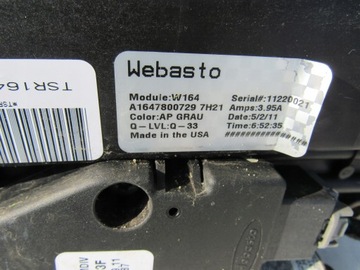 Webasto
Module:W164 Serial#:11220021
A1647800729 7H21 Amps:3.95A
Color:AP GRAU Date:5/2/11
Q-LVL:Q-33 Time:6:52:35
Made in the USA
TSR164